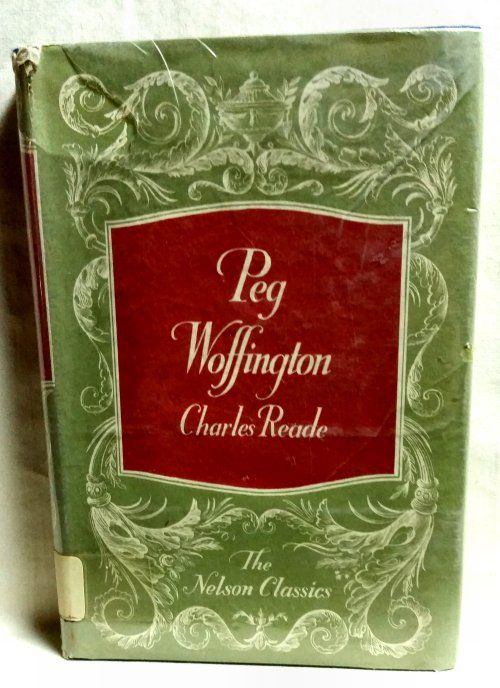 Peg
Woffington
Charles Reade
The
Nelson Classics